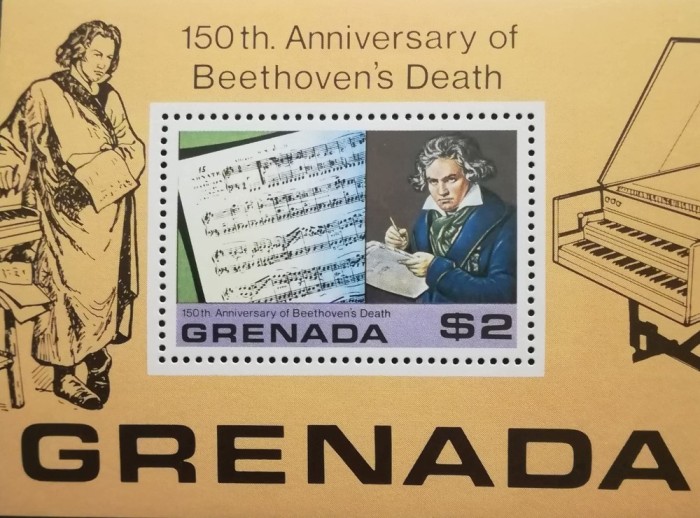 150th. Anniversary of
Beethoven's Death
150th. Anniversary of Beethoven's Death
GRENADA $2
GRENADA